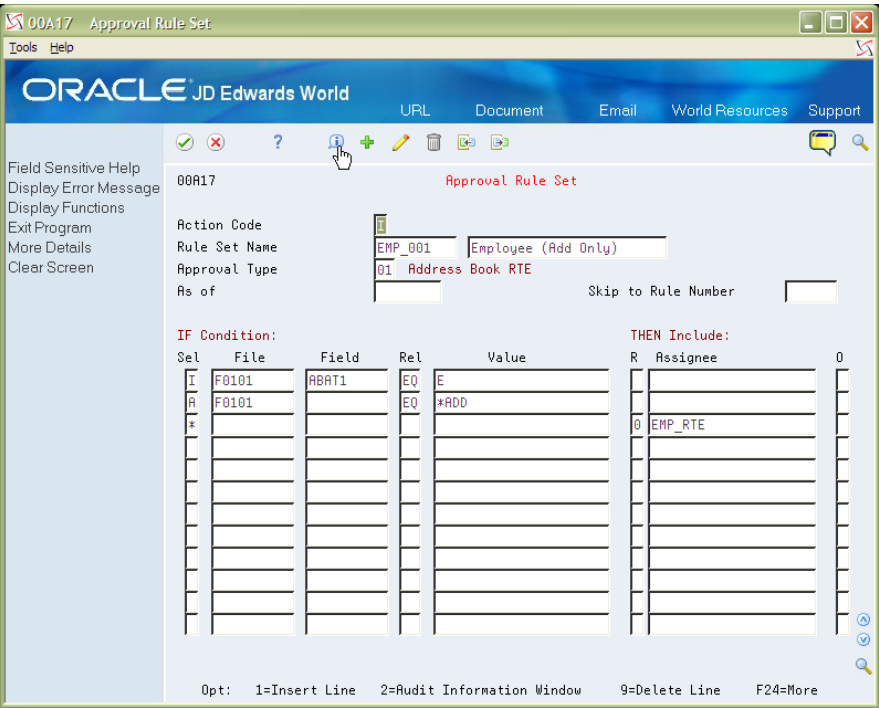 00A17 Approval Rule Set
Tools Help
ORACLE JD Edwards World
URL Document Email World Resources Support
?
Field Sensitive Help
Display Error Message
Display Functions
Exit Program
More Details
Clear Screen
00A17 Approval Rule Set
Action Code I
Rule Set Name EMP_001 Employee (Add Only)
Approval Type 01 Address Book RTE
As of Skip to Rule Number
IF Condition: THEN Include:
Sel File Field Rel Value R Assignee O
I F0101 ABAT1 EQ E
A F0101 EQ *ADD
* 0 EMP_RTE
Opt: 1=Insert Line 2=Audit Information Window 9=Delete Line F24=More